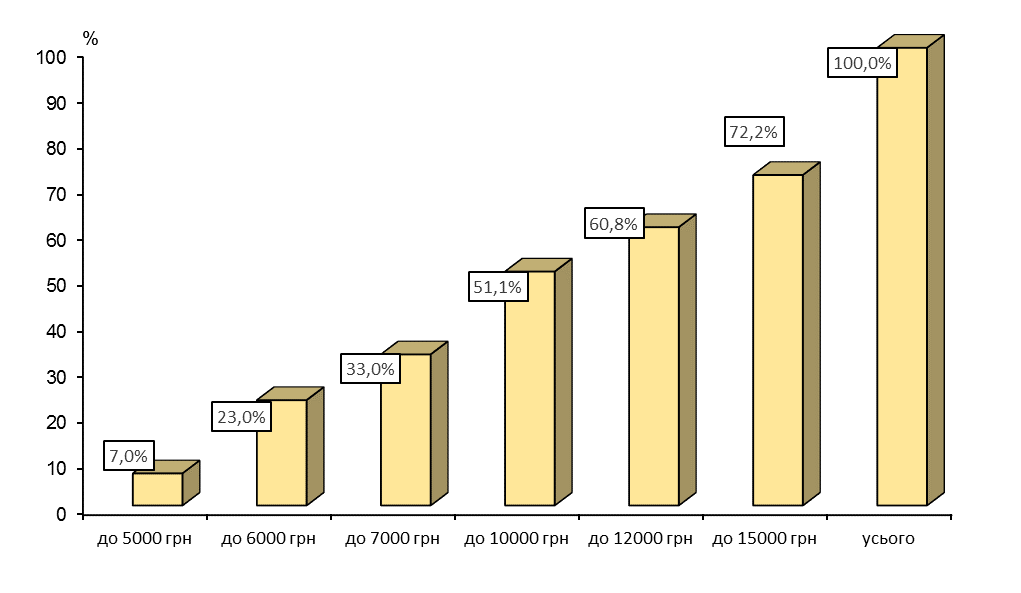 %
100
90
80
70
60
50
40
30
20
10
0
7,0%
23,0%
33,0%
51,1%
60,8%
72,2%
100,0%
до 5000 грн
до 6000 грн
до 7000 грн
до 10000 грн
до 12000 грн
до 15000 грн
усього